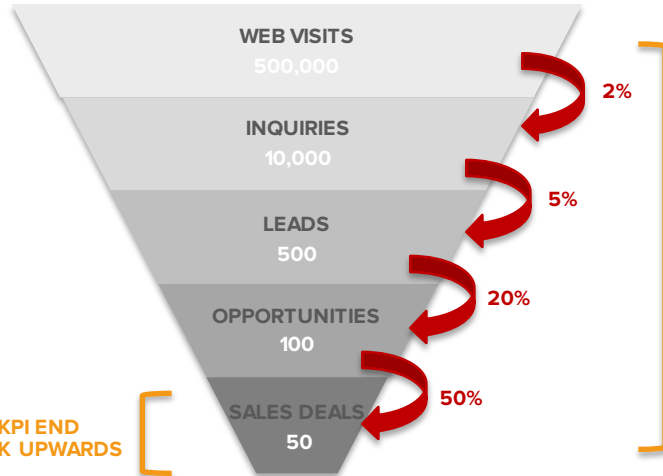 WEB VISITS
500,000
2%
INQUIRIES
10,000
5%
LEADS
500
20%
OPPORTUNITIES
100
50%
SALES DEALS
50
KPI END
K UPWARDS